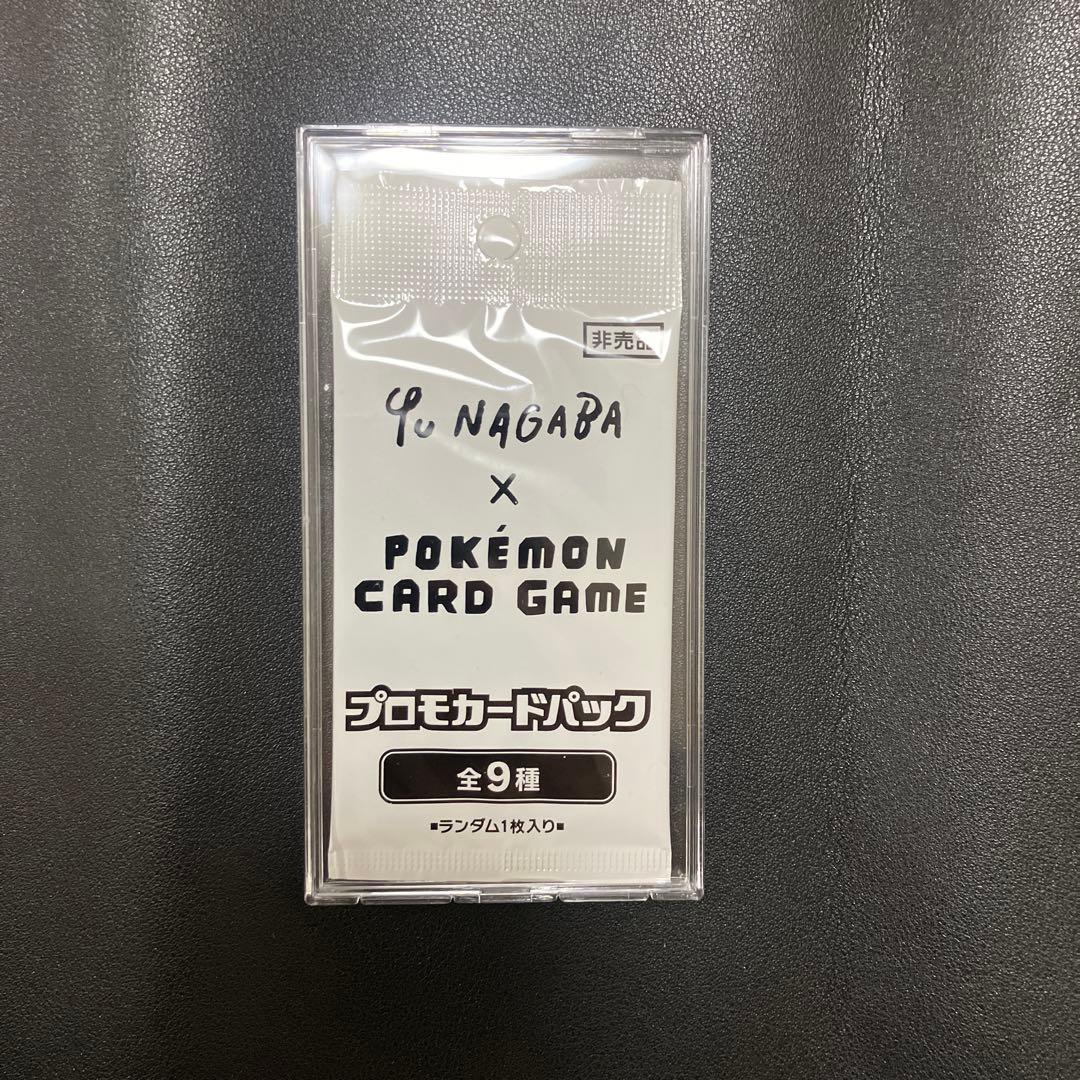 非売品
Yu NAGABA
×
POKÉMON
CARD GAME
プロモカードパック
全9種
■ランダム1枚入り■